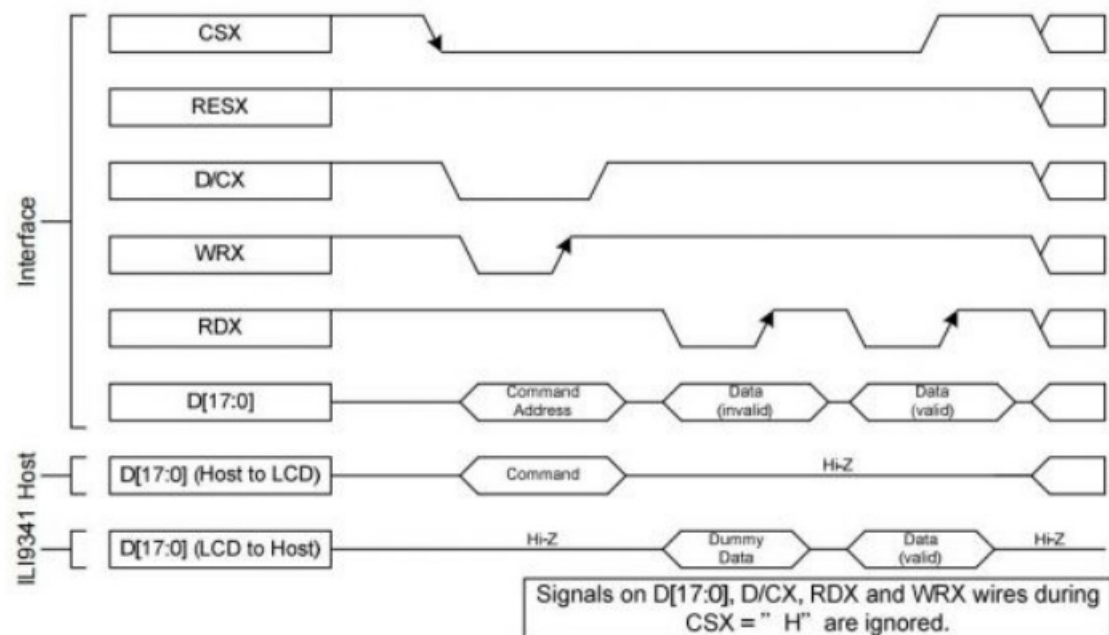 CSX
RESX
D/CX
WRX
RDX
D[17:0]
Command
Address
Data
(invalid)
Data
(valid)
Interface
D[17:0] (Host to LCD)
Command
Hi-Z
Host
D[17:0] (LCD to Host)
Hi-Z
Dummy
Data
Data
(valid)
Hi-Z
ILI9341
Signals on D[17:0], D/CX, RDX and WRX wires during
CSX = ” H” are ignored.